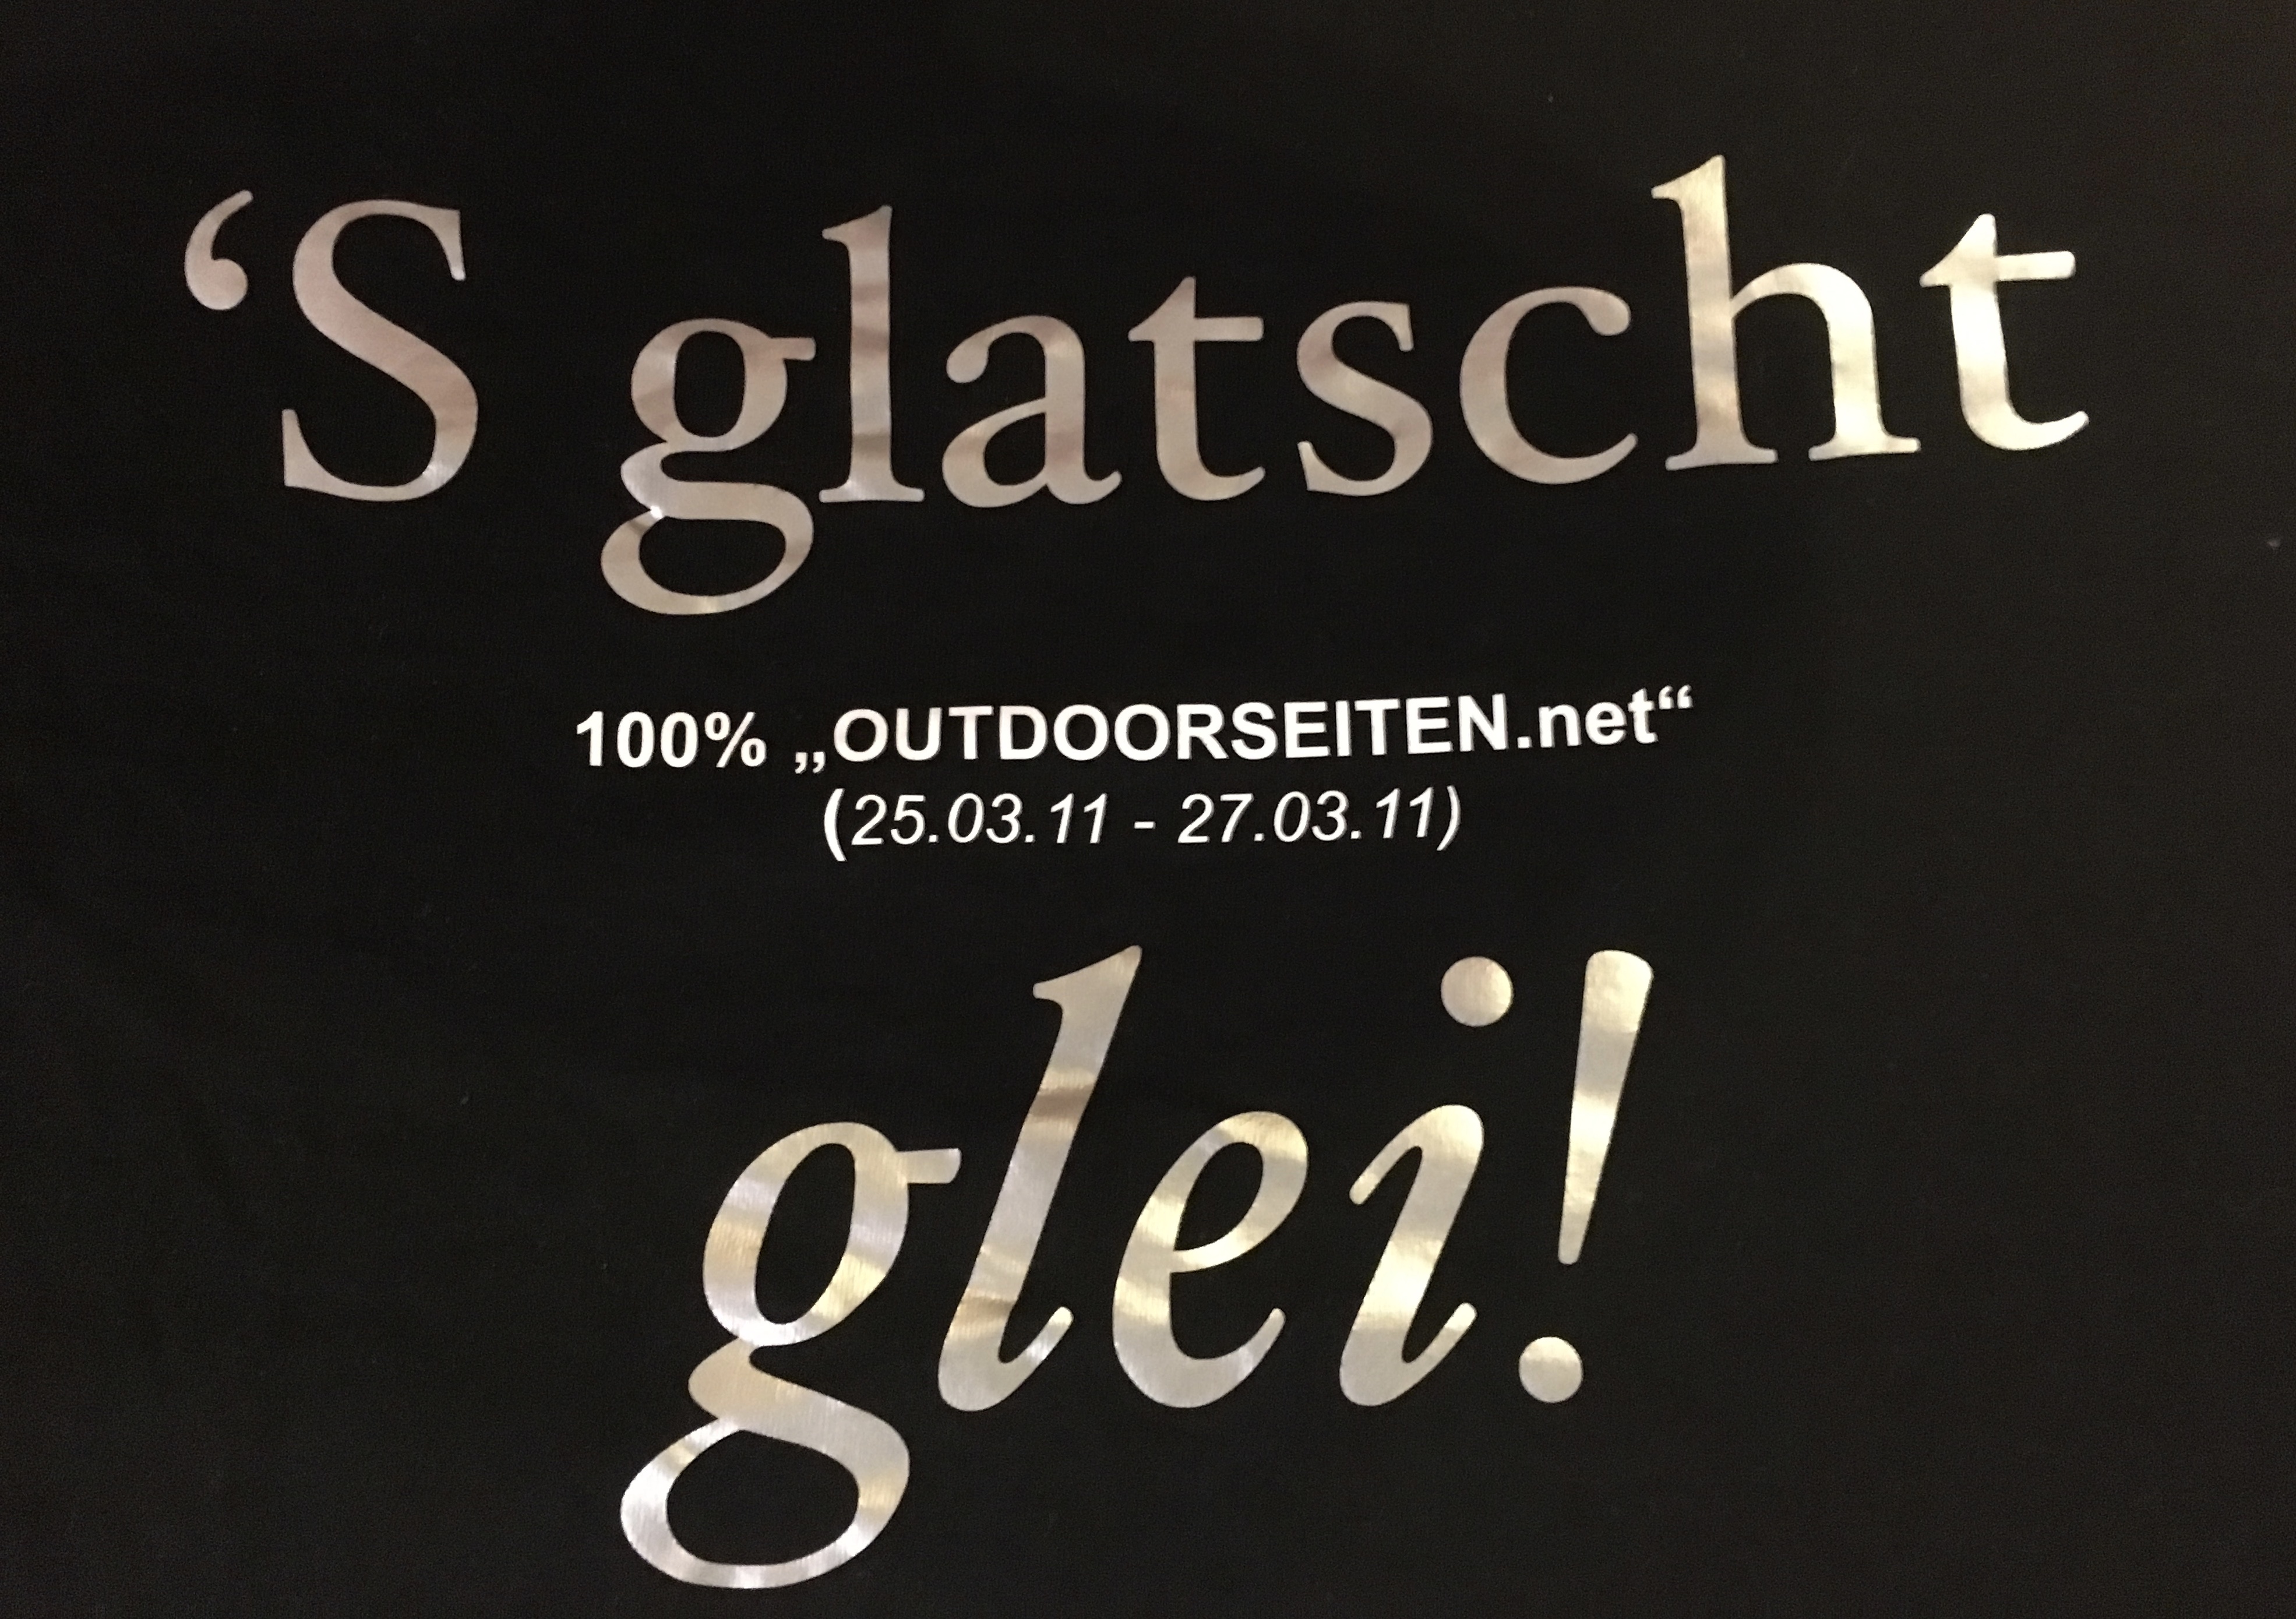 ‘S glatscht
100% „OUTDOORSEITEN.net“
(25.03.11 - 27.03.11)
glei!